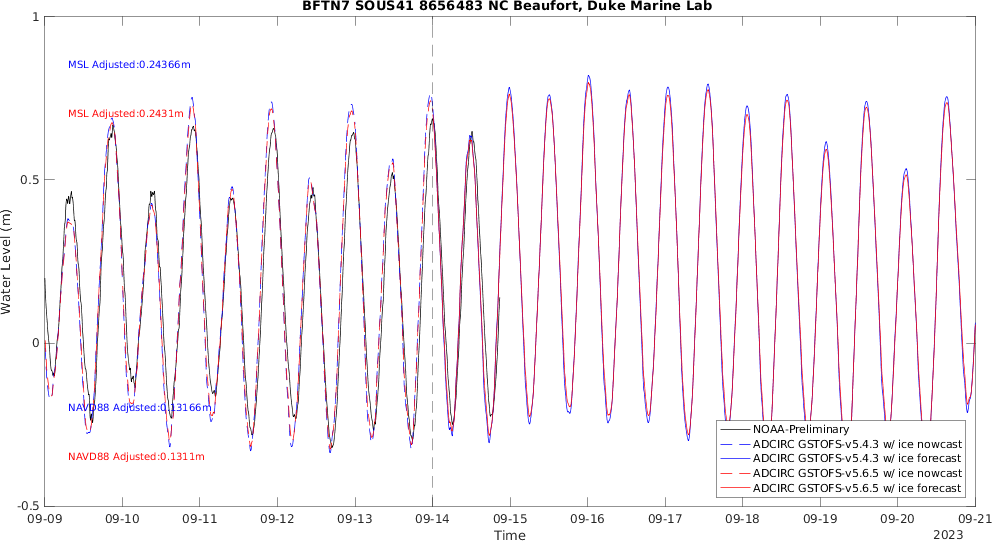 BFTN7 SOUS41 8656483 NC Beaufort, Duke Marine Lab
1
MSL Adjusted:0.24366m
MSL Adjusted:0.2431m
0.5
Water Level (m)
0
NAVD88 Adjusted:0.13166m
NAVD88 Adjusted:0.1311m
NOAA-Preliminary
ADCIRC GSTOFS-v5.4.3 w/ ice nowcast
ADCIRC GSTOFS-v5.4.3 w/ ice forecast
ADCIRC GSTOFS-v5.6.5 w/ ice nowcast
ADCIRC GSTOFS-v5.6.5 w/ ice forecast
-0.5
09-09 09-10 09-11 09-12 09-13 09-14 09-15 09-16 09-17 09-18 09-19 09-20 09-21
Time
2023